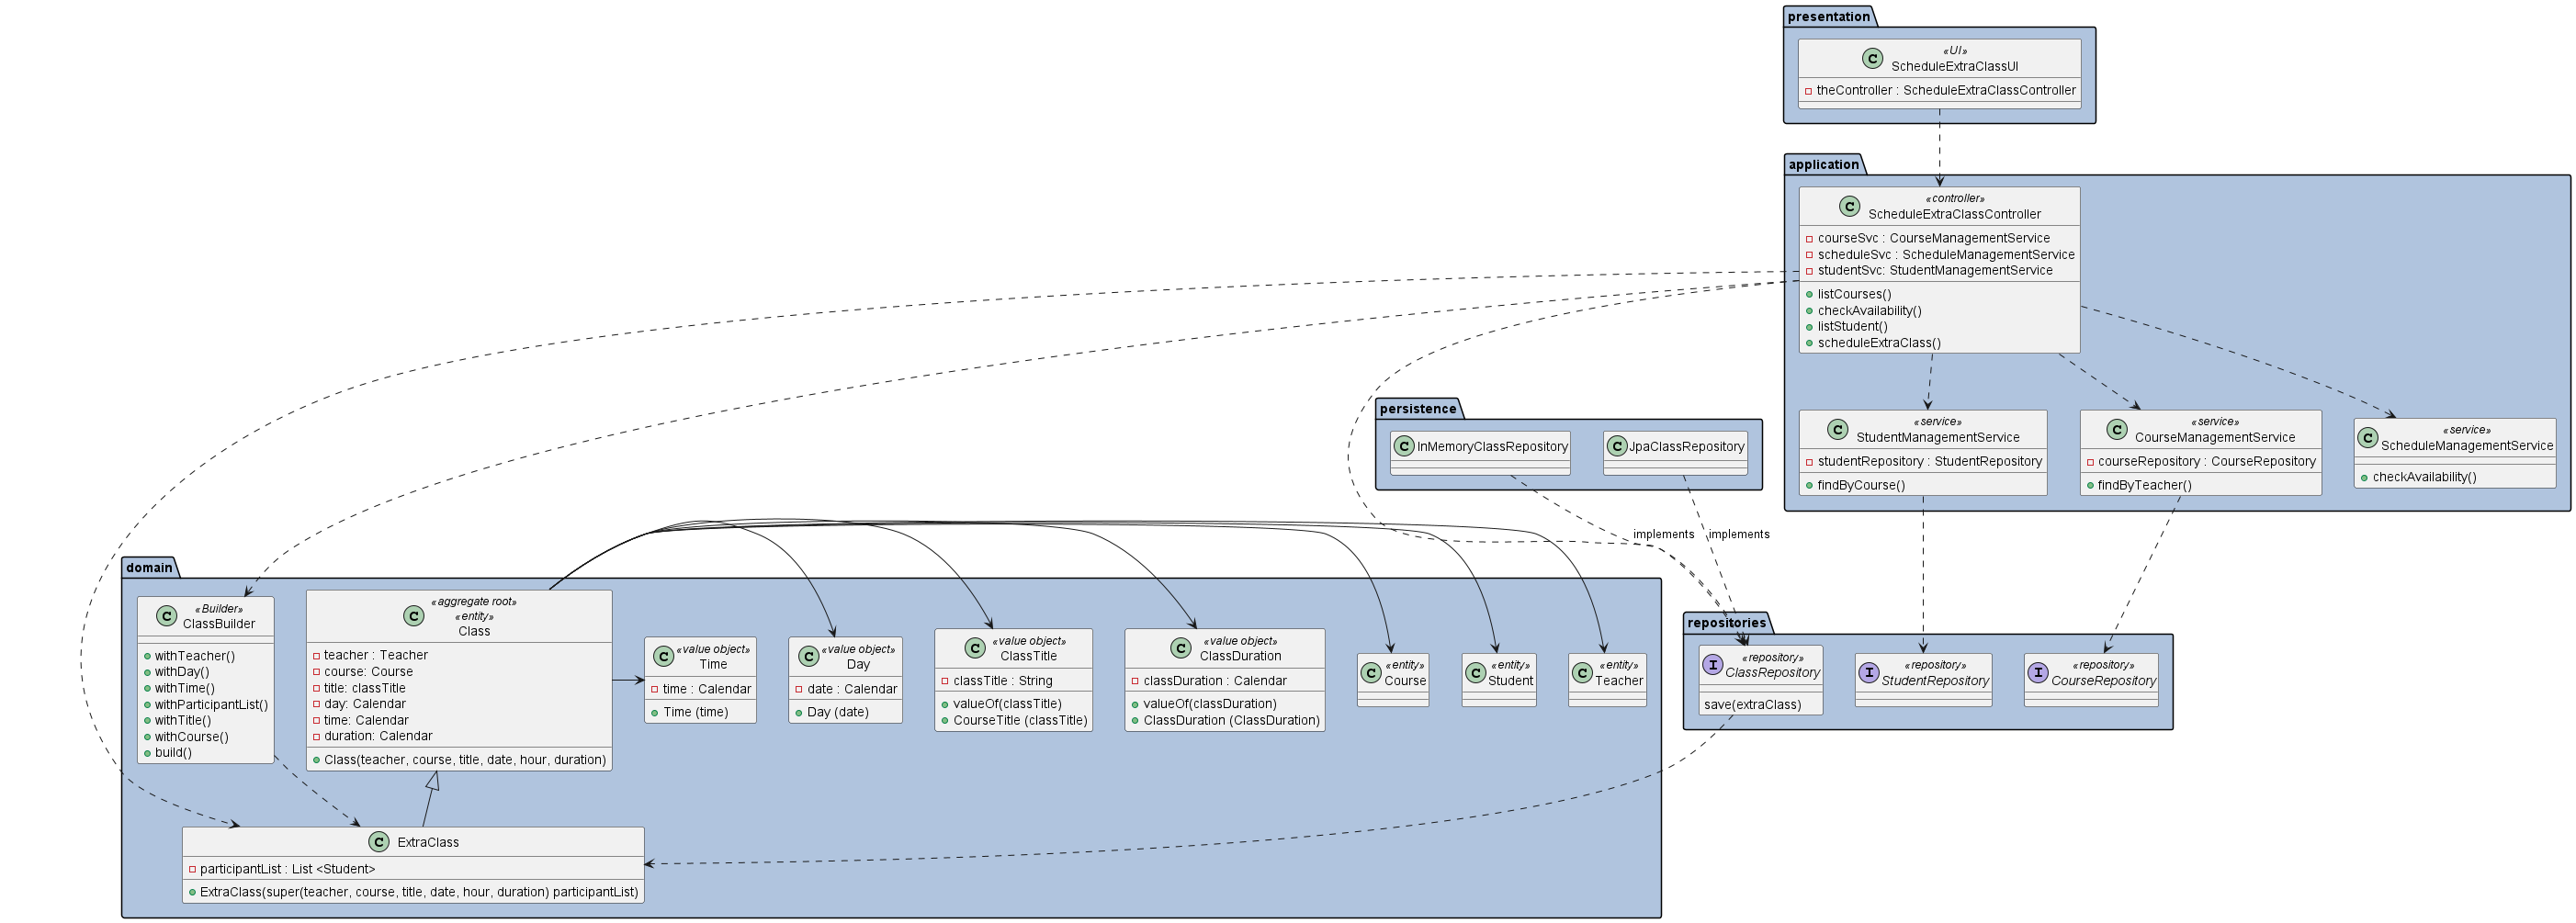 presentation
«UI»
C ScheduleExtraClassUI
theController : ScheduleExtraClassController
application
«controller»
C ScheduleExtraClassController
courseSvc : CourseManagementService
scheduleSvc : ScheduleManagementService
studentSvc: StudentManagementService
listCourses()
checkAvailability()
listStudent()
scheduleExtraClass()
«service»
C StudentManagementService
studentRepository : StudentRepository
findByCourse()
«service»
C CourseManagementService
courseRepository : CourseRepository
findByTeacher()
«service»
C ScheduleManagementService
checkAvailability()
persistence
C InMemoryClassRepository
C JpaClassRepository
implements
implements
domain
«Builder»
C ClassBuilder
withTeacher()
withDay()
withTime()
withParticipantList()
withTitle()
withCourse()
build()
«aggregate root»
«entity»
C Class
teacher : Teacher
course: Course
title: classTitle
day: Calendar
time: Calendar
duration: Calendar
Class(teacher, course, title, date, hour, duration)
«value object»
C Time
time : Calendar
Time (time)
«value object»
C Day
date : Calendar
Day (date)
«value object»
C ClassTitle
classTitle : String
valueOf(classTitle)
CourseTitle (classTitle)
«value object»
C ClassDuration
classDuration : Calendar
valueOf(classDuration)
ClassDuration (ClassDuration)
«entity»
C Course
«entity»
C Student
«entity»
C Teacher
C ExtraClass
participantList : List <Student>
ExtraClass(super(teacher, course, title, date, hour, duration) participantList)
repositories
«repository»
I ClassRepository
save(extraClass)
«repository»
I StudentRepository
«repository»
I CourseRepository